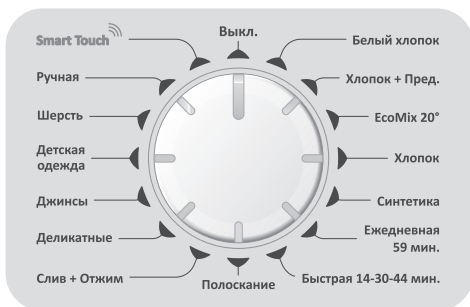 Smart Touch
Выкл.
Белый хлопок
Ручная
Хлопок + Пред.
Шерсть
EcoMix 20°
Детская
одежда
Хлопок
Джинсы
Синтетика
Деликатные
Ежедневная
59 мин.
Слив + Отжим
Полоскание
Быстрая 14-30-44 мин.